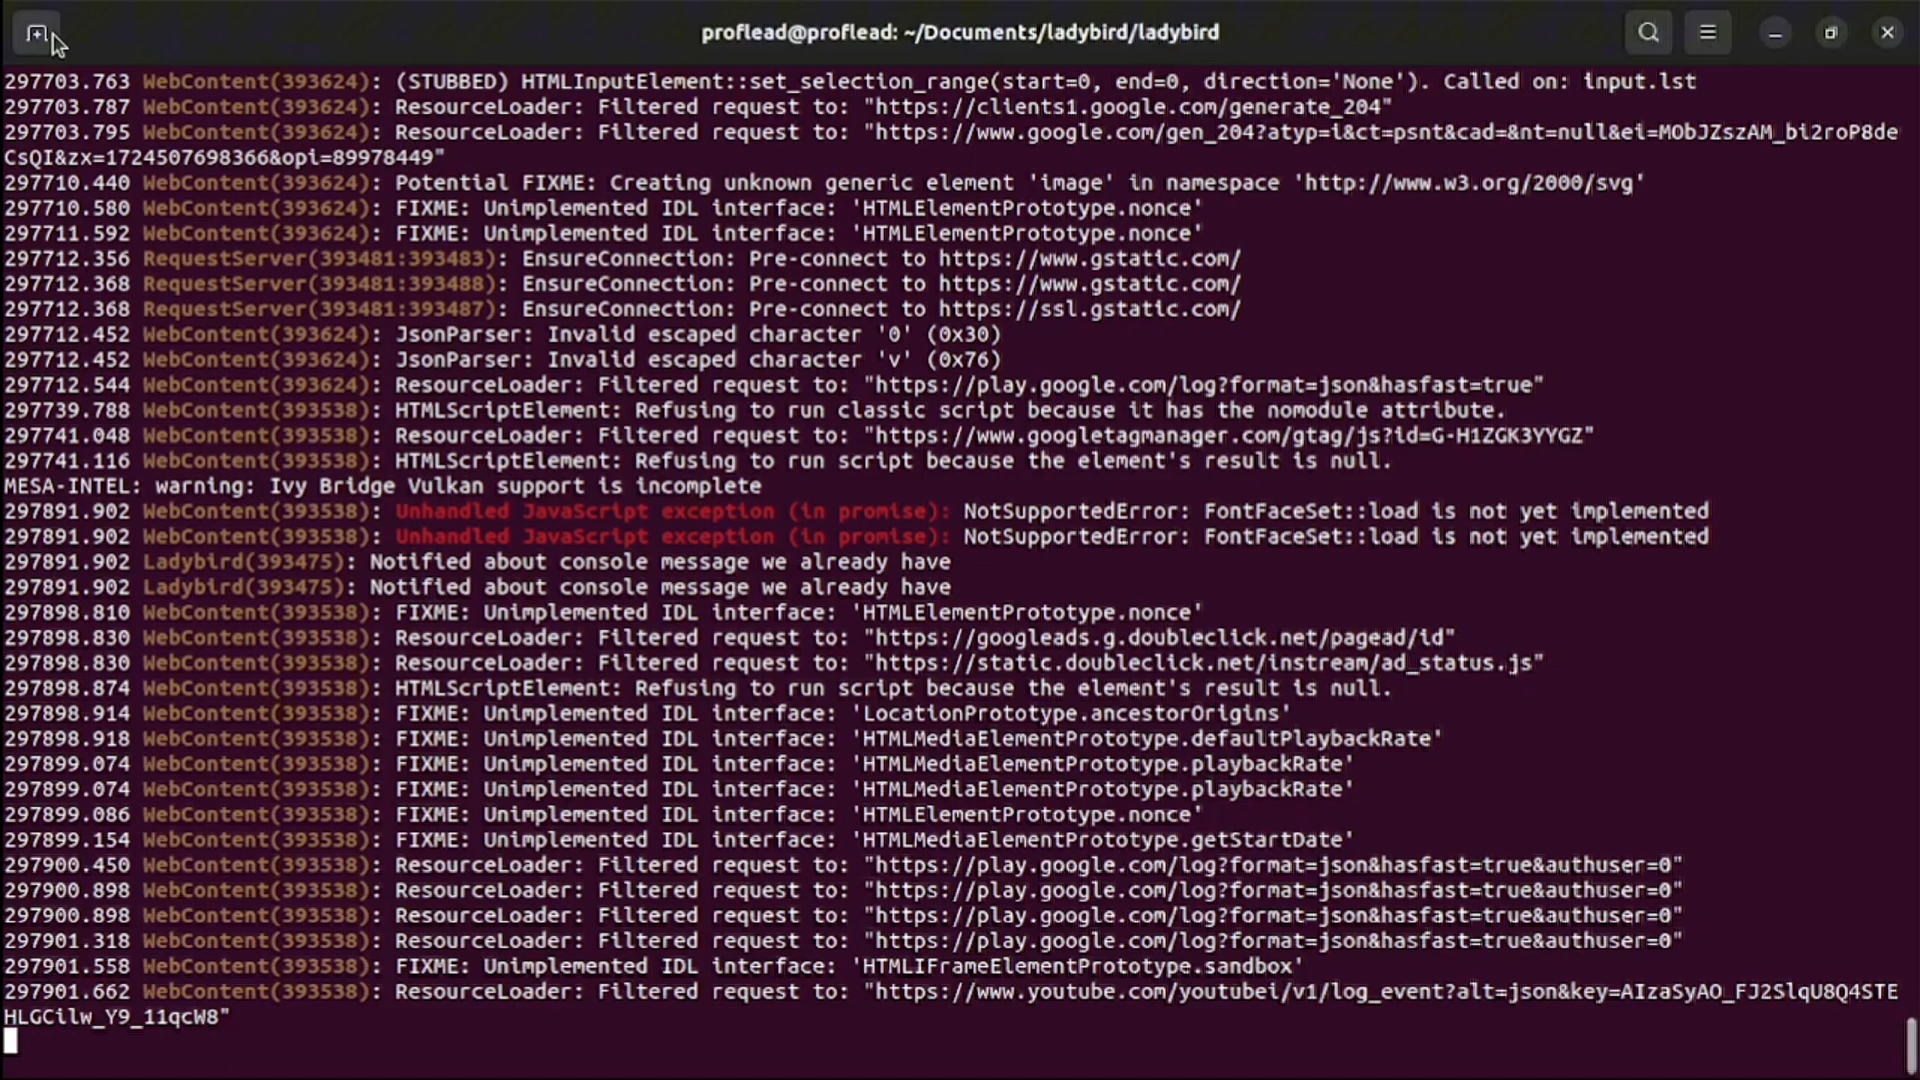 proflead@proflead: ~/Documents/ladybird/ladybird
297703.763 WebContent(393624): (STUBBED) HTMLInputElement::set_selection_range(start=0, end=0, direction='None'). Called on: input.lst
297703.787 WebContent(393624): ResourceLoader: Filtered request to: "https://clients1.google.com/generate_204"
297703.795 WebContent(393624): ResourceLoader: Filtered request to: "https://www.google.com/gen_204?atyp=i&ct=psnt&cad=&nt=null&ei=MObJZszAM_bi2roP8de
CsQI&zx=1724507698366&opi=89978449"
297710.440 WebContent(393624): Potential FIXME: Creating unknown generic element 'image' in namespace 'http://www.w3.org/2000/svg'
297710.580 WebContent(393624): FIXME: Unimplemented IDL interface: 'HTMLElementPrototype.nonce'
297711.592 WebContent(393624): FIXME: Unimplemented IDL interface: 'HTMLElementPrototype.nonce'
297712.356 RequestServer(393481:393483): EnsureConnection: Pre-connect to https://www.gstatic.com/
297712.368 RequestServer(393481:393488): EnsureConnection: Pre-connect to https://www.gstatic.com/
297712.368 RequestServer(393481:393487): EnsureConnection: Pre-connect to https://ssl.gstatic.com/
297712.452 WebContent(393624): JsonParser: Invalid escaped character '0' (0x30)
297712.452 WebContent(393624): JsonParser: Invalid escaped character 'v' (0x76)
297712.544 WebContent(393624): ResourceLoader: Filtered request to: "https://play.google.com/log?format=json&hasfast=true"
297739.788 WebContent(393538): HTMLScriptElement: Refusing to run classic script because it has the nomodule attribute.
297741.048 WebContent(393538): ResourceLoader: Filtered request to: "https://www.googletagmanager.com/gtag/js?id=G-H1ZGK3YYGZ"
297741.116 WebContent(393538): HTMLScriptElement: Refusing to run script because the element's result is null.
MESA-INTEL: warning: Ivy Bridge Vulkan support is incomplete
297891.902 WebContent(393538): Unhandled JavaScript exception (in promise): NotSupportedError: FontFaceSet::load is not yet implemented
297891.902 WebContent(393538): Unhandled JavaScript exception (in promise): NotSupportedError: FontFaceSet::load is not yet implemented
297891.902 Ladybird(393475): Notified about console message we already have
297891.902 Ladybird(393475): Notified about console message we already have
297898.810 WebContent(393538): FIXME: Unimplemented IDL interface: 'HTMLElementPrototype.nonce'
297898.830 WebContent(393538): ResourceLoader: Filtered request to: "https://googleads.g.doubleclick.net/pagead/id"
297898.830 WebContent(393538): ResourceLoader: Filtered request to: "https://static.doubleclick.net/instream/ad_status.js"
297898.874 WebContent(393538): HTMLScriptElement: Refusing to run script because the element's result is null.
297898.914 WebContent(393538): FIXME: Unimplemented IDL interface: 'LocationPrototype.ancestorOrigins'
297898.918 WebContent(393538): FIXME: Unimplemented IDL interface: 'HTMLMediaElementPrototype.defaultPlaybackRate'
297899.074 WebContent(393538): FIXME: Unimplemented IDL interface: 'HTMLMediaElementPrototype.playbackRate'
297899.074 WebContent(393538): FIXME: Unimplemented IDL interface: 'HTMLMediaElementPrototype.playbackRate'
297899.086 WebContent(393538): FIXME: Unimplemented IDL interface: 'HTMLElementPrototype.nonce'
297899.154 WebContent(393538): FIXME: Unimplemented IDL interface: 'HTMLMediaElementPrototype.getStartDate'
297900.450 WebContent(393538): ResourceLoader: Filtered request to: "https://play.google.com/log?format=json&hasfast=true&authuser=0"
297900.898 WebContent(393538): ResourceLoader: Filtered request to: "https://play.google.com/log?format=json&hasfast=true&authuser=0"
297900.898 WebContent(393538): ResourceLoader: Filtered request to: "https://play.google.com/log?format=json&hasfast=true&authuser=0"
297901.318 WebContent(393538): ResourceLoader: Filtered request to: "https://play.google.com/log?format=json&hasfast=true&authuser=0"
297901.558 WebContent(393538): FIXME: Unimplemented IDL interface: 'HTMLIFrameElementPrototype.sandbox'
297901.662 WebContent(393538): ResourceLoader: Filtered request to: "https://www.youtube.com/youtubei/v1/log_event?alt=json&key=AIzaSyAO_FJ2SlqU8Q4STE
HLGCilw_Y9_11qcW8"